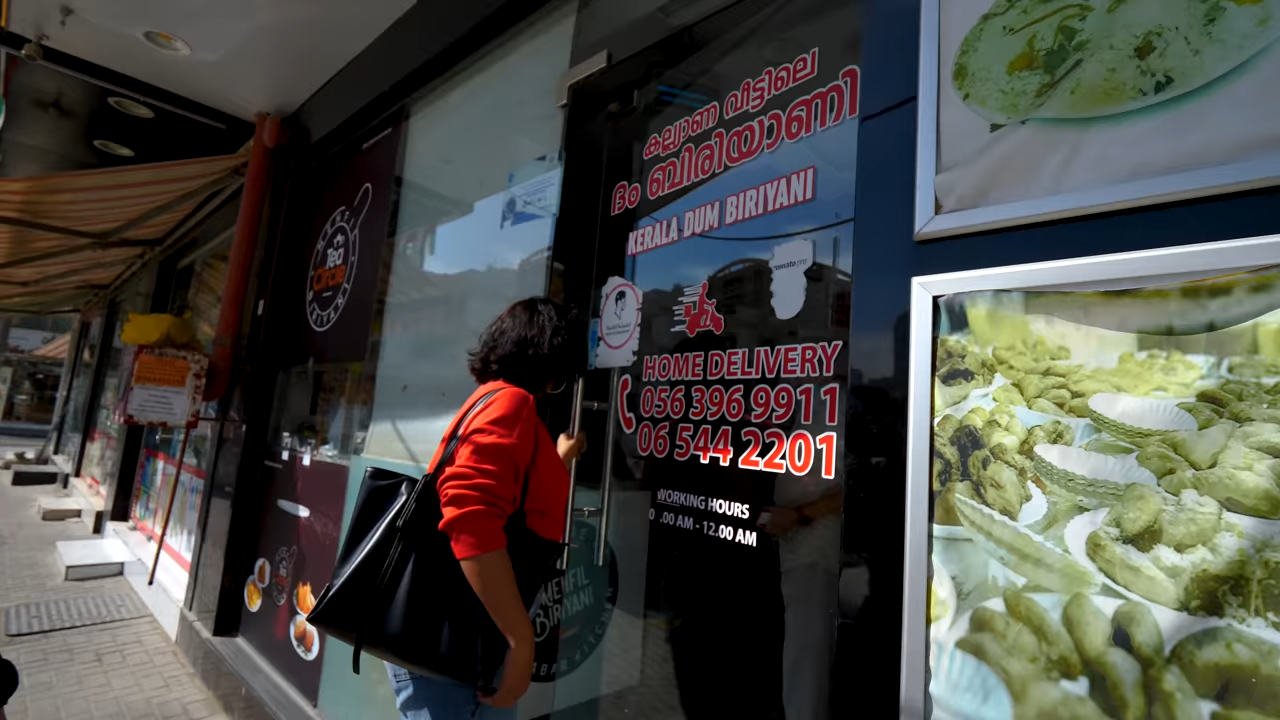 കല്ല്യാണ വീട്ടിലെ
ദം ബിരിയാണി
KERALA DUM BIRIYANI
HOME DELIVERY
056 396 9911
06 544 2201
WORKING HOURS
.00 AM - 12.00 AM
Tea
Circle
MEHFIL
BIRIYANI